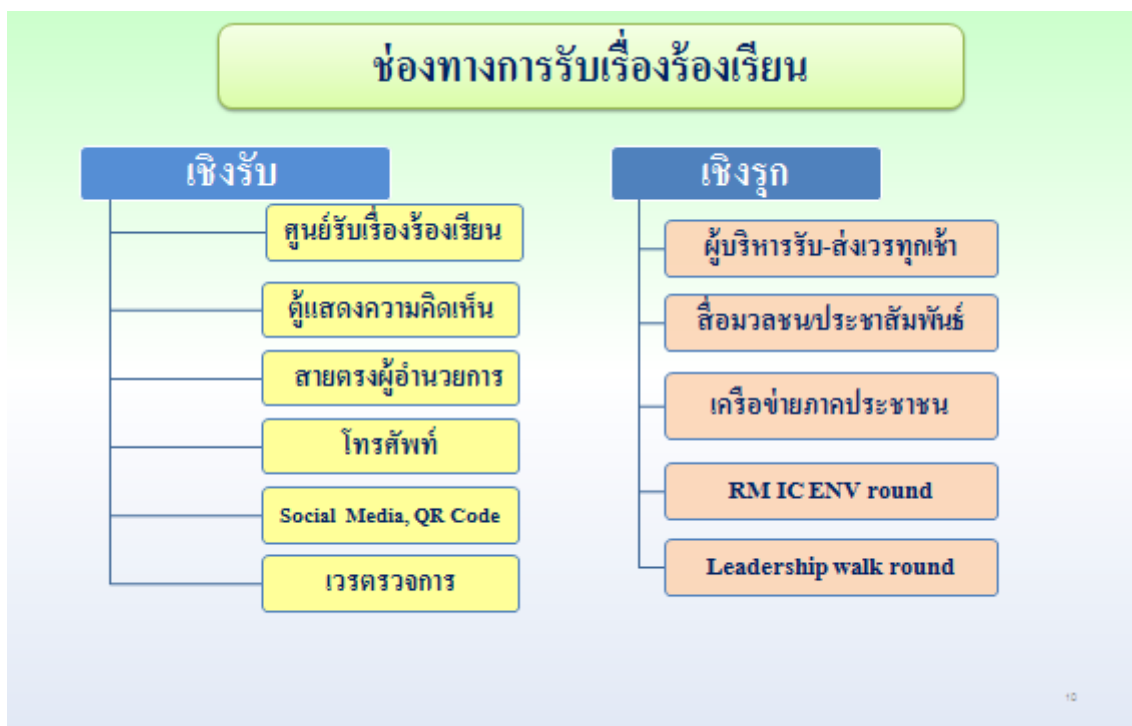 ช่องทางการรับเรื่องร้องเรียน
เชิงรับ
ศูนย์รับเรื่องร้องเรียน
ตู้แสดงความคิดเห็น
สายตรงผู้อำนวยการ
โทรศัพท์
Social Media, QR Code
เวรตรวจการ
เชิงรุก
ผู้บริหารรับ-ส่งเวรทุกเช้า
สื่อมวลชน/ประชาสัมพันธ์
เครือข่ายภาคประชาชน
RM IC ENV round
Leadership walk round
10